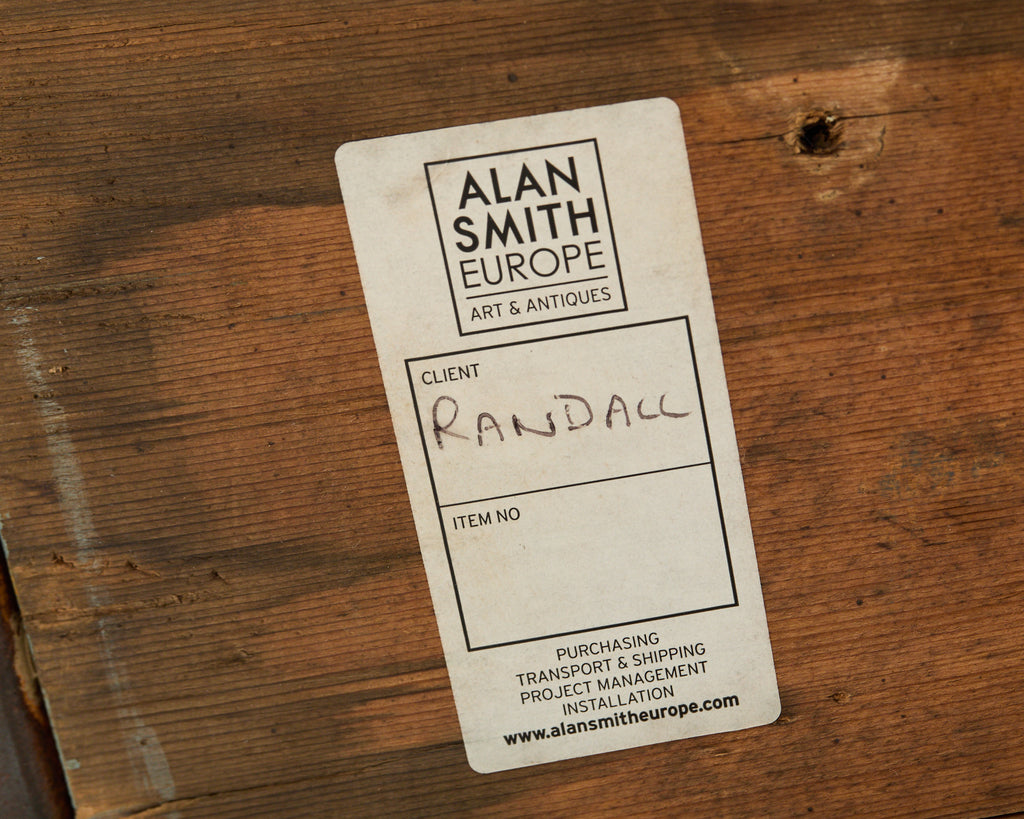 ALAN
SMITH
EUROPE
ART & ANTIQUES
CLIENT
RANDALL
ITEM NO
PURCHASING
TRANSPORT & SHIPPING
PROJECT MANAGEMENT
INSTALLATION
www.alansmitheurope.com